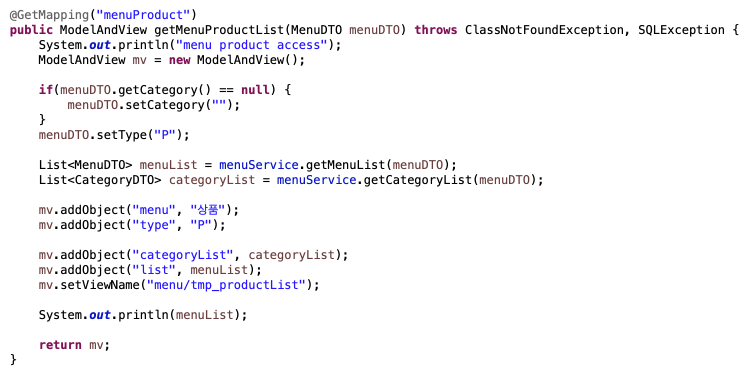 @GetMapping("menuProduct")
public ModelAndView getMenuProductList(MenuDTO menuDTO) throws ClassNotFoundException, SQLException {
    System.out.println("menu product access");
    ModelAndView mv = new ModelAndView();

    if(menuDTO.getCategory() == null) {
        menuDTO.setCategory("");
    }
    menuDTO.setType("P");

    List<MenuDTO> menuList = menuService.getMenuList(menuDTO);
    List<CategoryDTO> categoryList = menuService.getCategoryList(menuDTO);

    mv.addObject("menu", "상품");
    mv.addObject("type", "P");

    mv.addObject("categoryList", categoryList);
    mv.addObject("list", menuList);
    mv.setViewName("menu/tmp_productList");

    System.out.println(menuList);

    return mv;
}